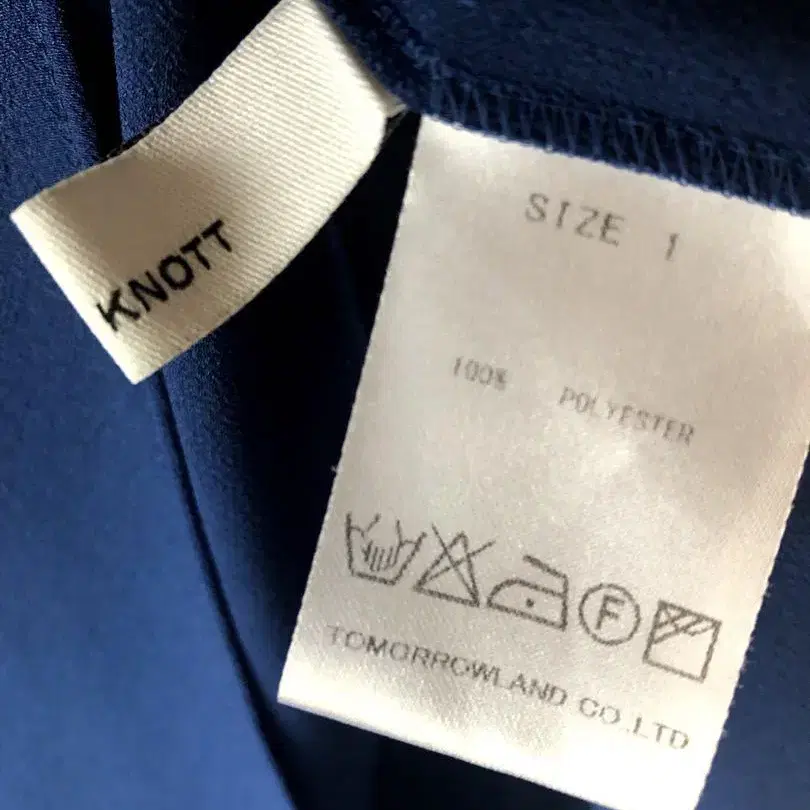 KNOTT
SIZE 1
100% POLYESTER
F
TOMORROWLAND CO.,LTD